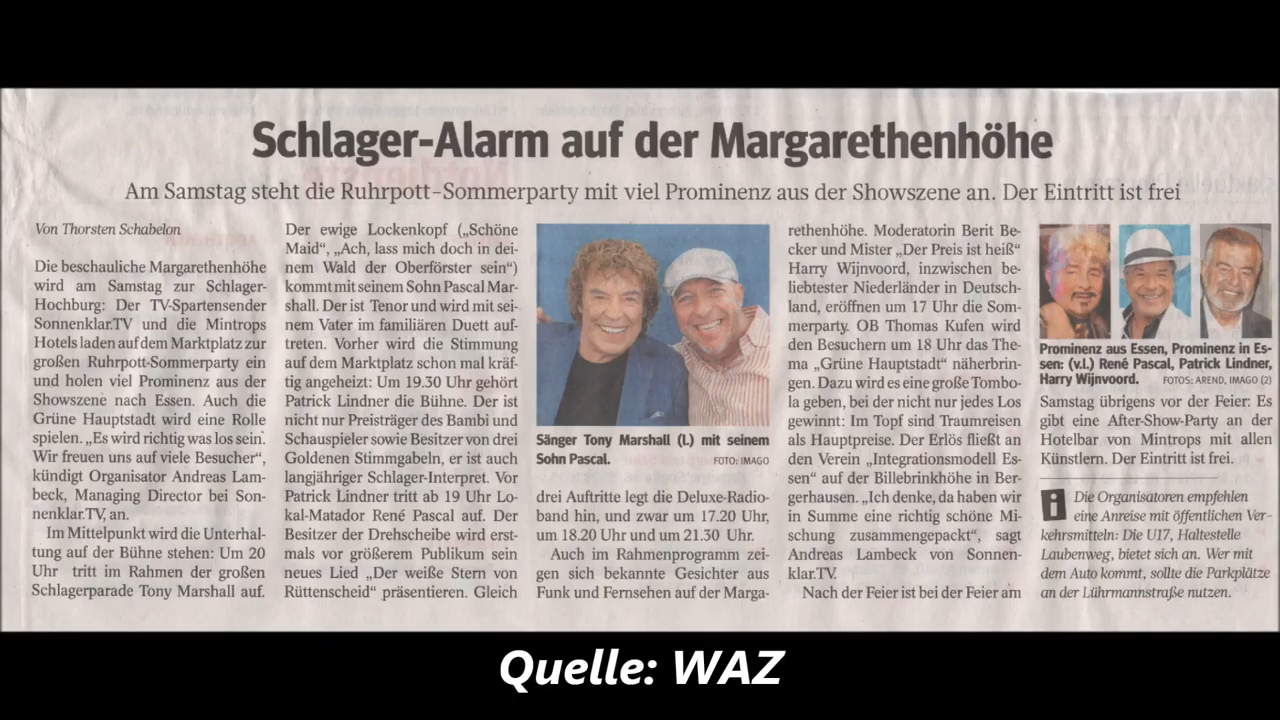 Schlager-Alarm auf der Margarethenhöhe
Am Samstag steht die Ruhrpott-Sommerparty mit viel Prominenz aus der Showszene an. Der Eintritt ist frei
Von Thorsten Schabelon
Die beschauliche Margarethenhöhe
wird am Samstag zur Schlager-
Hochburg: Der TV-Spartensender
Sonnenklar.TV und die Mintrops
Hotels laden auf dem Marktplatz zur
großen Ruhrpott-Sommerparty ein
und holen viel Prominenz aus der
Showszene nach Essen. Auch die
Grüne Hauptstadt wird eine Rolle
spielen. „Es wird richtig was los sein.
Wir freuen uns auf viele Besucher“,
kündigt Organisator Andreas Lam-
beck, Managing Director bei Son-
nenklar.TV, an.
Im Mittelpunkt wird die Unterhal-
tung auf der Bühne stehen: Um 20
Uhr tritt im Rahmen der großen
Schlagerparade Tony Marshall auf.
Der ewige Lockenkopf („Schöne
Maid“, „Ach, lass mich doch in dei-
nem Wald der Oberförster sein“)
kommt mit seinem Sohn Pascal Mar-
shall. Der ist Tenor und wird mit sei-
nem Vater im familiären Duett auf-
treten. Vorher wird die Stimmung
auf dem Marktplatz schon mal kräf-
tig angeheizt: Um 19.30 Uhr gehört
Patrick Lindner die Bühne. Der ist
nicht nur Preisträger des Bambi und
Schauspieler sowie Besitzer von drei
Goldenen Stimmgabeln, er ist auch
langjähriger Schlager-Interpret. Vor
Patrick Lindner tritt ab 19 Uhr Lo-
kal-Matador René Pascal auf. Der
Besitzer der Drehscheibe wird erst-
mals vor größerem Publikum sein
neues Lied „Der weiße Stern von
Rüttenscheid“ präsentieren. Gleich
Sänger Tony Marshall (l.) mit seinem
Sohn Pascal. FOTO: IMAGO
drei Auftritte legt die Deluxe-Radio-
band hin, und zwar um 17.20 Uhr,
um 18.20 Uhr und um 21.30 Uhr.
Auch im Rahmenprogramm zei-
gen sich bekannte Gesichter aus
Funk und Fernsehen auf der Marga-
rethenhöhe. Moderatorin Berit Be-
cker und Mister „Der Preis ist heiß“
Harry Wijnvoord, inzwischen be-
liebtester Niederländer in Deutsch-
land, eröffnen um 17 Uhr die Som-
merparty. OB Thomas Kufen wird
den Besuchern um 18 Uhr das The-
ma „Grüne Hauptstadt“ näherbrin-
gen. Dazu wird es eine große Tombo-
la geben, bei der nicht nur jedes Los
gewinnt: Im Topf sind Traumreisen
als Hauptpreise. Der Erlös fließt an
den Verein „Integrationsmodell Es-
sen“ auf der Billebrinkhöhe in Ber-
gerhausen. „Ich denke, da haben wir
in Summe eine richtig schöne Mi-
schung zusammengepackt“, sagt
Andreas Lambeck von Sonnen-
klar.TV.
Nach der Feier ist bei der Feier am
Prominenz aus Essen, Prominenz in Es-
sen: (v.l.) René Pascal, Patrick Lindner,
Harry Wijnvoord. FOTOS: AREND, IMAGO (2)
Samstag übrigens vor der Feier: Es
gibt eine After-Show-Party an der
Hotelbar von Mintrops mit allen
Künstlern. Der Eintritt ist frei.
i Die Organisatoren empfehlen
eine Anreise mit öffentlichen Ver-
kehrsmitteln: Die U17, Haltestelle
Laubenweg, bietet sich an. Wer mit
dem Auto kommt, sollte die Parkplätze
an der Lührmannstraße nutzen.
Quelle: WAZ